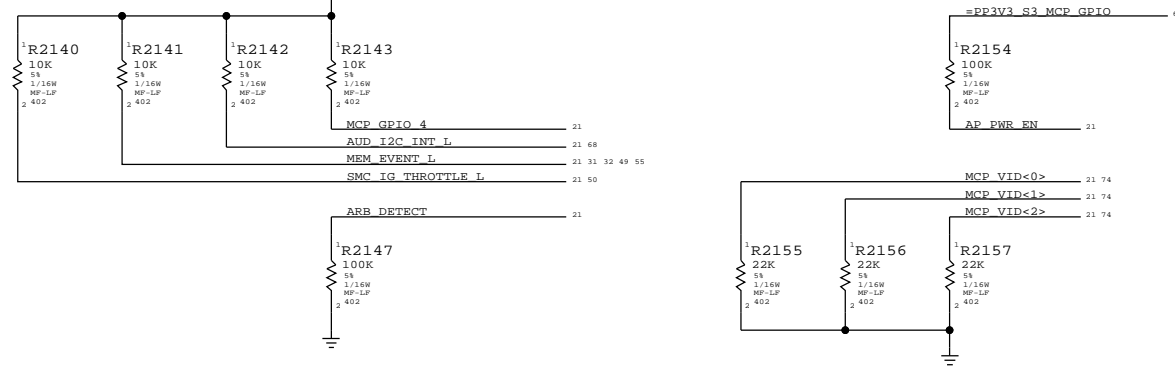 =PP3V3_S3_MCP_GPIO
1 R2140
10K
5%
1/16W
MF-LF
2 402
1 R2141
10K
5%
1/16W
MF-LF
2 402
1 R2142
10K
5%
1/16W
MF-LF
2 402
1 R2143
10K
5%
1/16W
MF-LF
2 402
1 R2154
100K
5%
1/16W
MF-LF
2 402
MCP_GPIO_4 21
AUD_I2C_INT_L 21 68
MEM_EVENT_L 21 31 32 49 55
SMC_IG_THROTTLE_L 21 50
AP_PWR_EN 21
ARB_DETECT 21
MCP_VID<0> 21 74
MCP_VID<1> 21 74
MCP_VID<2> 21 74
1 R2147
100K
5%
1/16W
MF-LF
2 402
1 R2155
22K
5%
1/16W
MF-LF
2 402
1 R2156
22K
5%
1/16W
MF-LF
2 402
1 R2157
22K
5%
1/16W
MF-LF
2 402